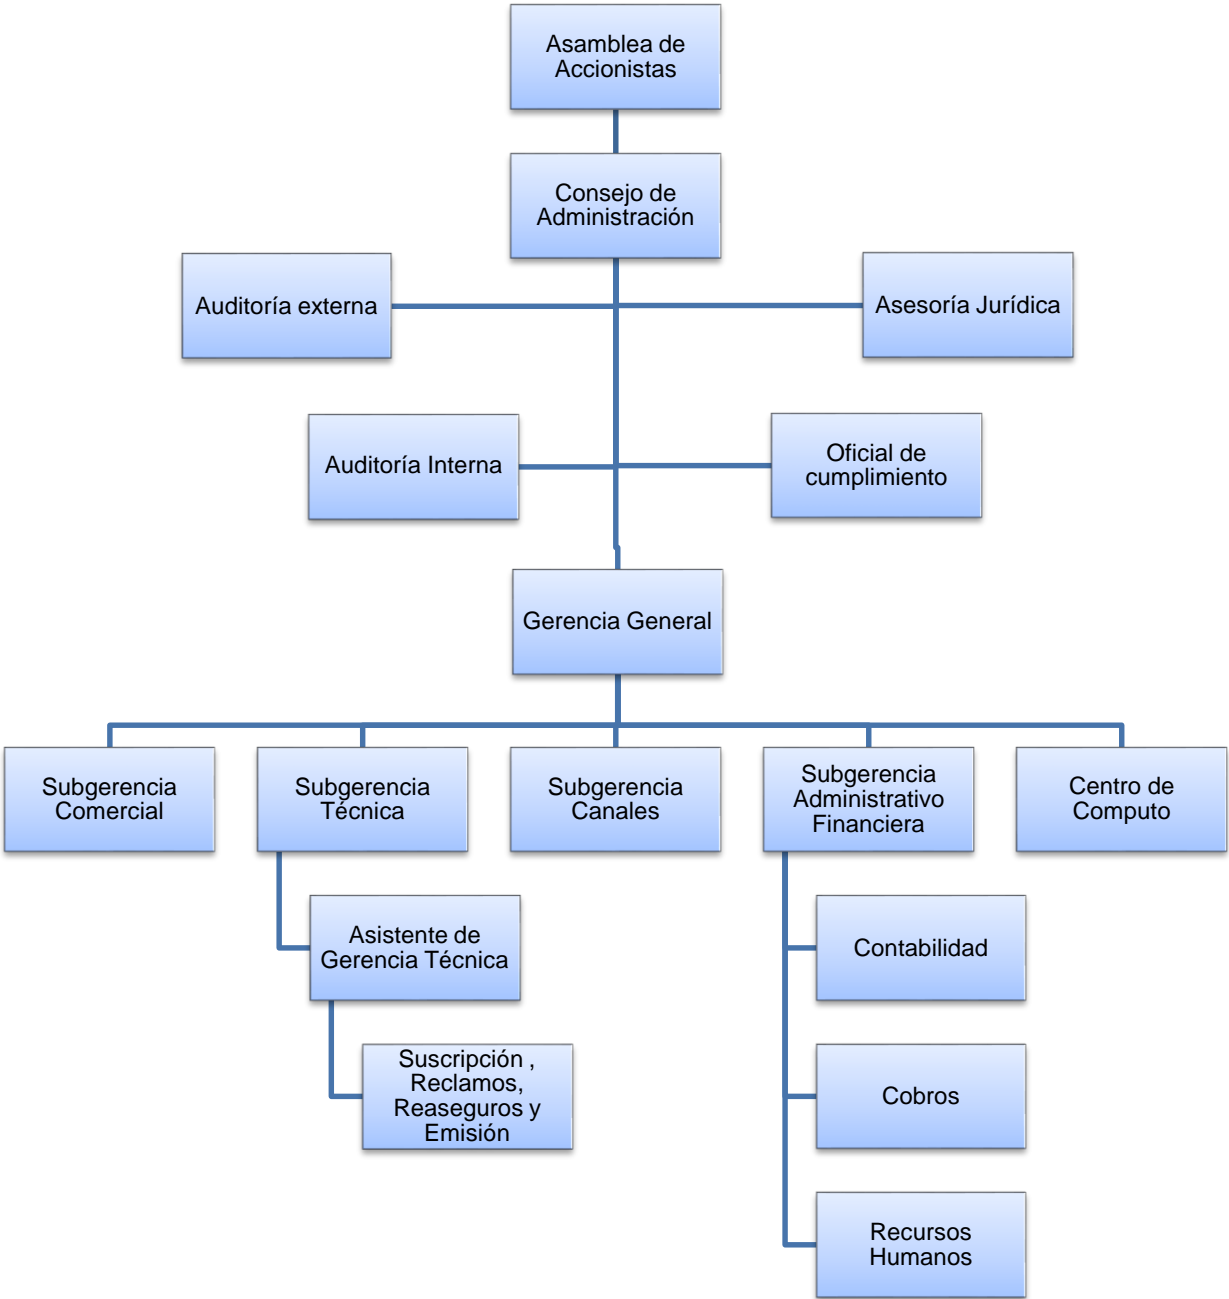 Asamblea de
Accionistas
Consejo de
Administración
Auditoría externa
Asesoría Jurídica
Auditoría Interna
Oficial de
cumplimiento
Gerencia General
Subgerencia
Comercial
Subgerencia
Técnica
Subgerencia
Canales
Subgerencia
Administrativo
Financiera
Centro de
Computo
Asistente de
Gerencia Técnica
Contabilidad
Suscripción ,
Reclamos,
Reaseguros y
Emisión
Cobros
Recursos
Humanos